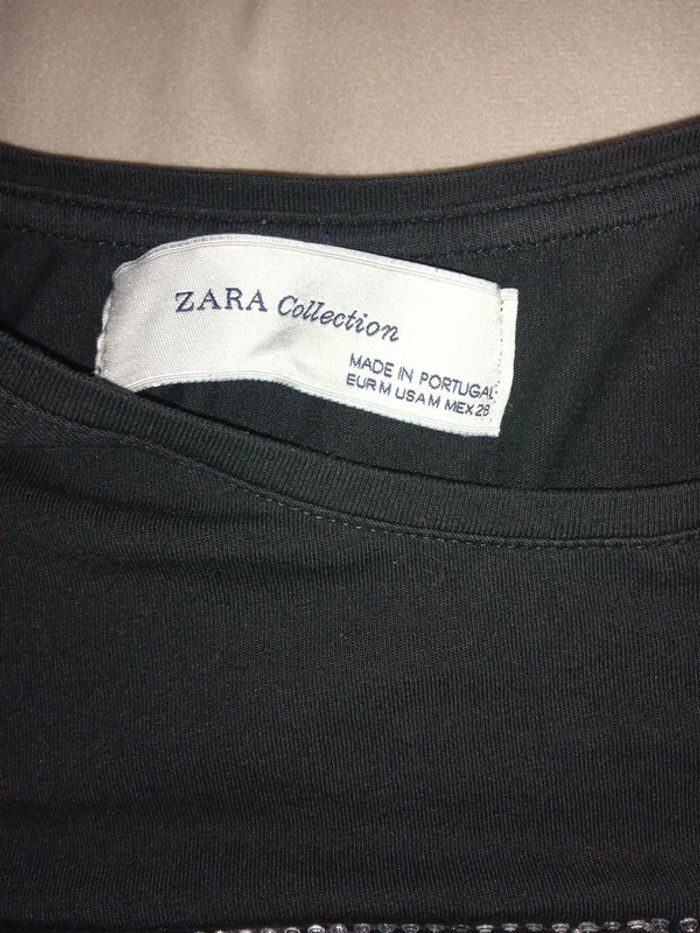 ZARA Collection
MADE IN PORTUGAL
EUR M USA M MEX 28